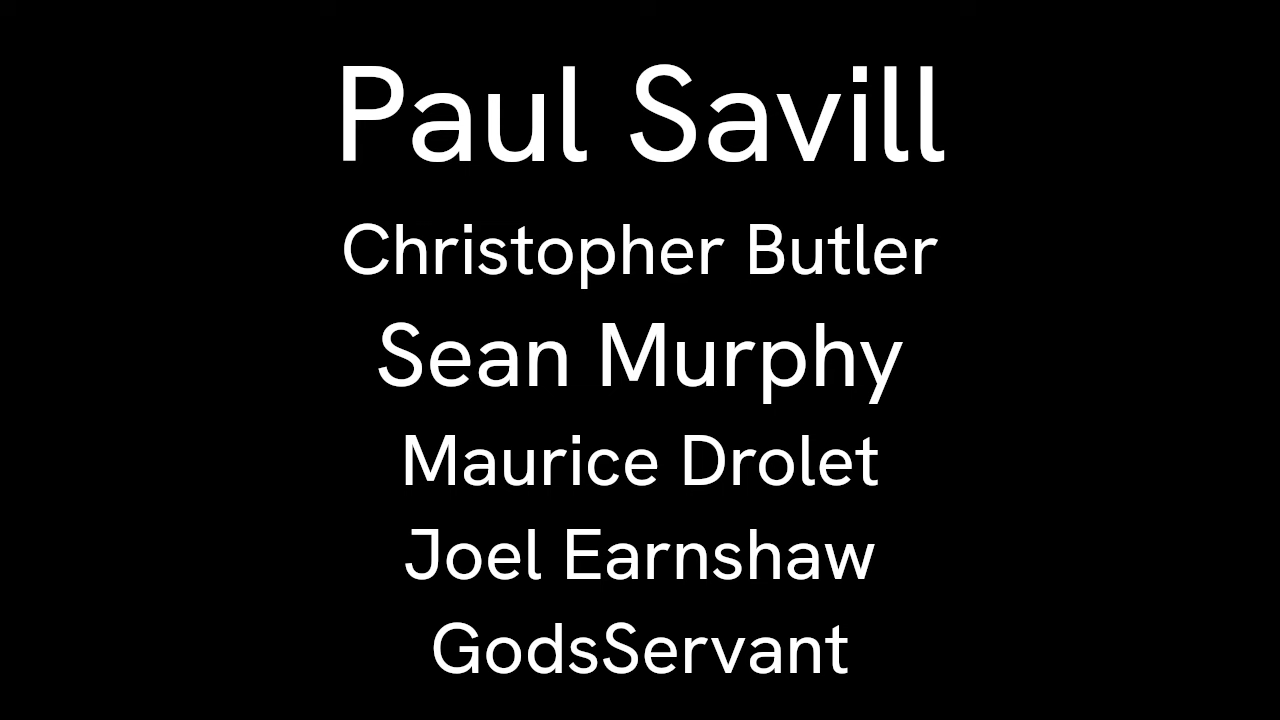 Paul Savill
Christopher Butler
Sean Murphy
Maurice Drolet
Joel Earnshaw
GodsServant